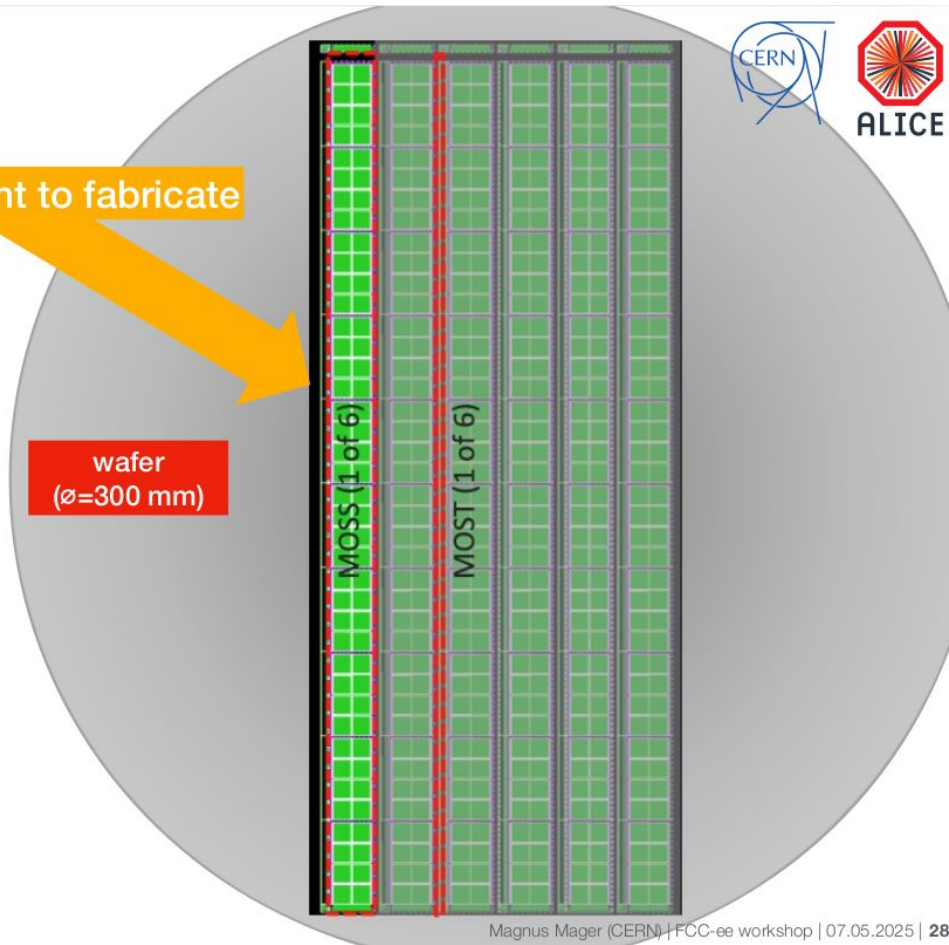 CERN
ALICE
nt to fabricate
MOSS (1 of 6)
MOST (1 of 6)
wafer
(⌀=300 mm)
Magnus Mager (CERN) | FCC-ee workshop | 07.05.2025 | 28